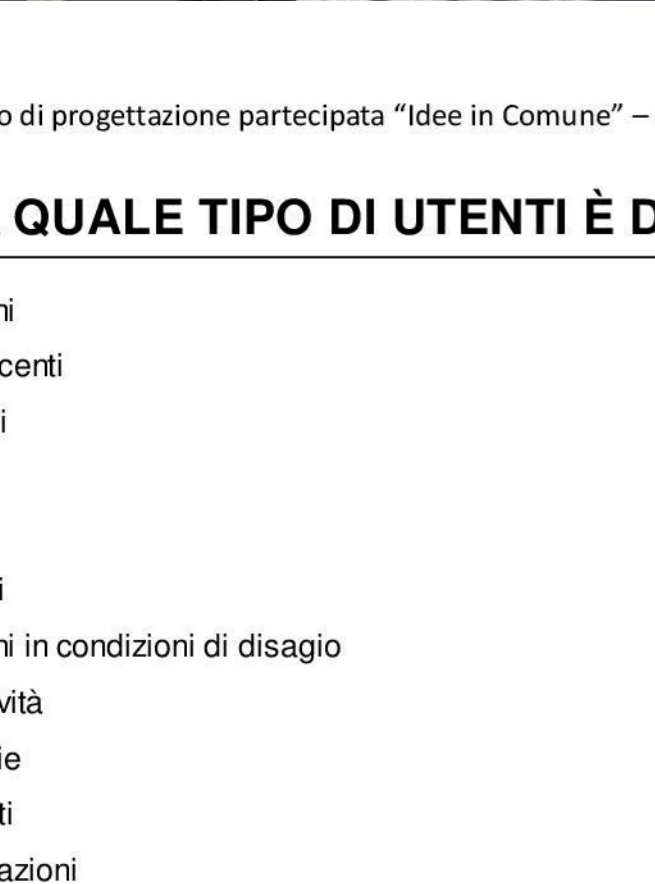 o di progettazione partecipata “Idee in Comune” –
QUALE TIPO DI UTENTI È D
ni
centi
i
i
ni in condizioni di disagio
vità
ie
ti
azioni